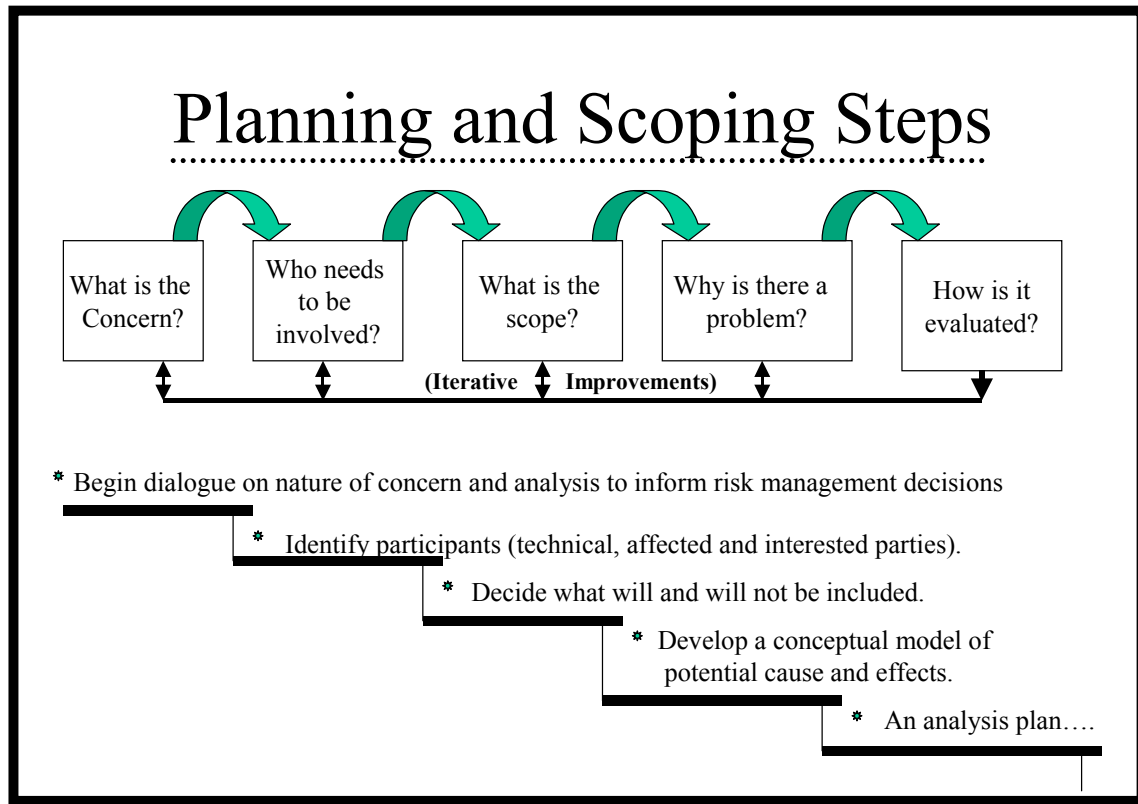 Planning and Scoping Steps
What is the
Concern?
Who needs
to be
involved?
What is the
scope?
Why is there a
problem?
How is it
evaluated?
(Iterative Improvements)
Begin dialogue on nature of concern and analysis to inform risk management decisions
Identify participants (technical, affected and interested parties).
Decide what will and will not be included.
Develop a conceptual model of
potential cause and effects.
An analysis plan….